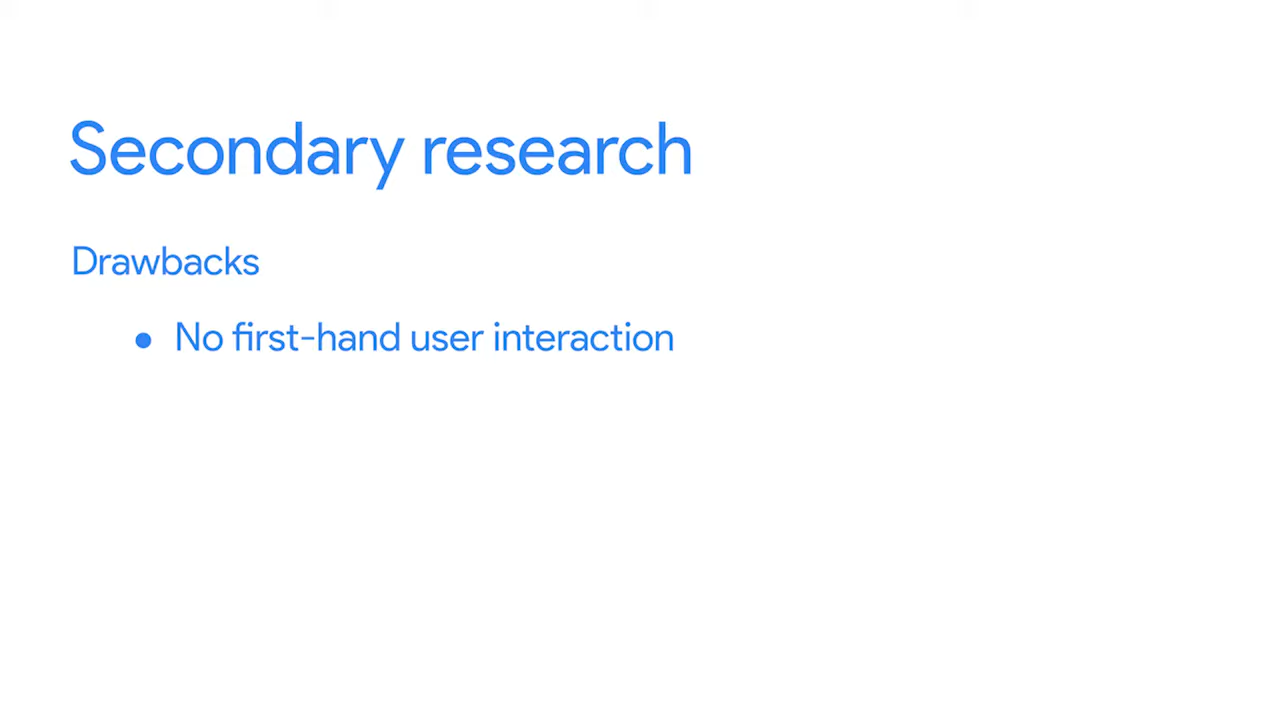 Secondary research
Drawbacks
● No first-hand user interaction